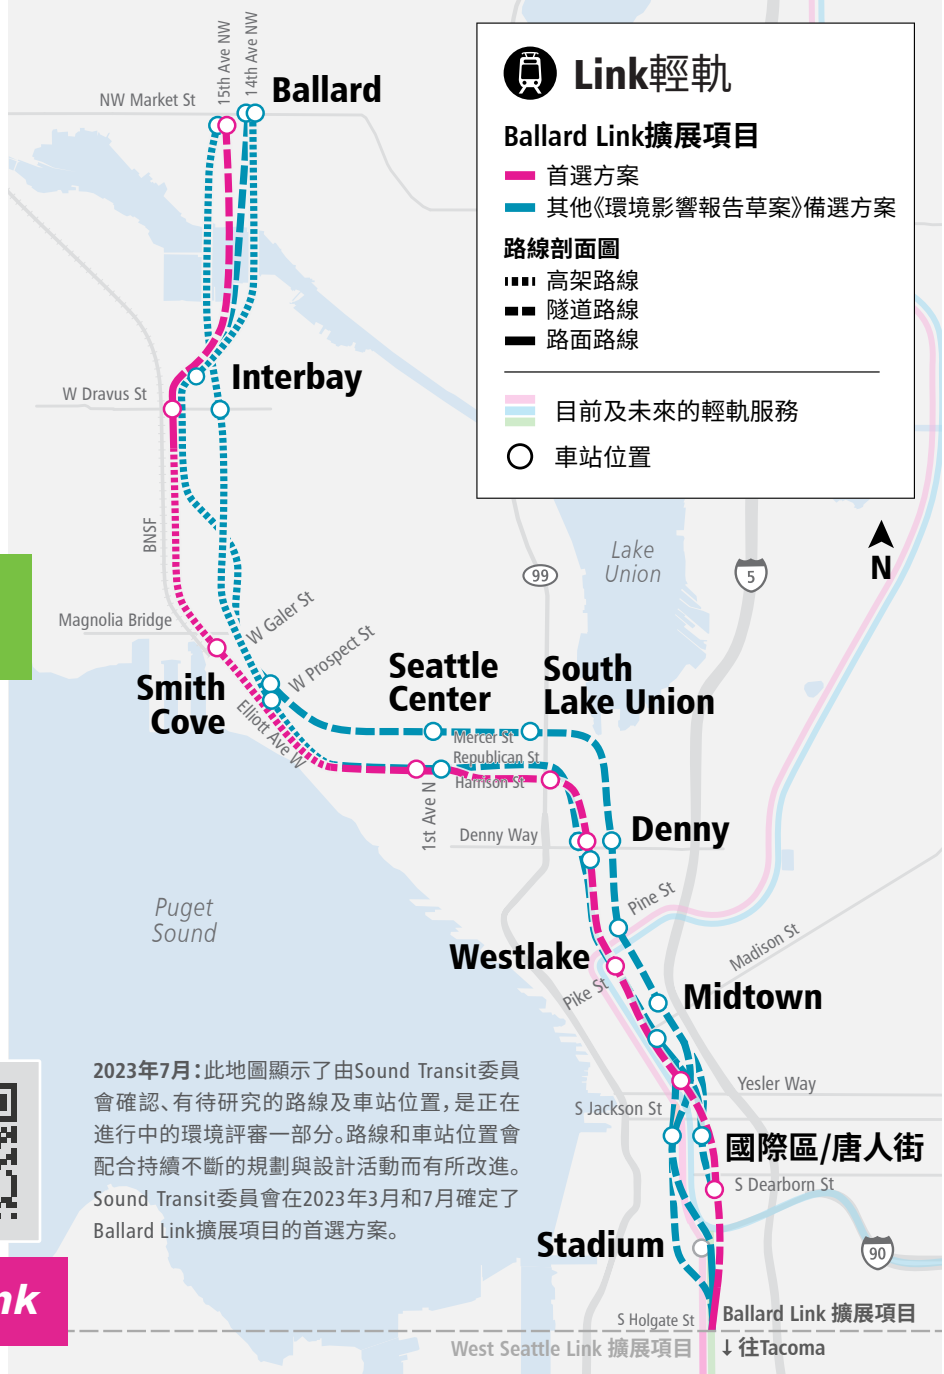 15th Ave NW
14th Ave NW
Ballard
NW Market St
Link輕軌
Ballard Link擴展項目
首選方案
其他《環境影響報告草案》備選方案
路線剖面圖
高架路線
隧道路線
路面路線
目前及未來的輕軌服務
車站位置
Interbay
W Dravus St
BNSF
Lake
Union
99
5
N
Magnolia Bridge
W Galer St
W Prospect St
Smith
Cove
Elliott Ave W
Seattle
Center
South
Lake Union
Mercer St
Republican St
Harrison St
1st Ave N
Denny Way
Denny
Puget
Sound
Pine St
Westlake
Madison St
Pike St
Midtown
2023年7月：此地圖顯示了由Sound Transit委員
會確認、有待研究的路線及車站位置，是正在
進行中的環境評審一部分。路線和車站位置會
配合持續不斷的規劃與設計活動而有所改進。
Sound Transit委員會在2023年3月和7月確定了
Ballard Link擴展項目的首選方案。
Yesler Way
S Jackson St
國際區/唐人街
S Dearborn St
Stadium
90
nk
S Holgate St
Ballard Link 擴展項目
West Seattle Link 擴展項目
↓ 往Tacoma